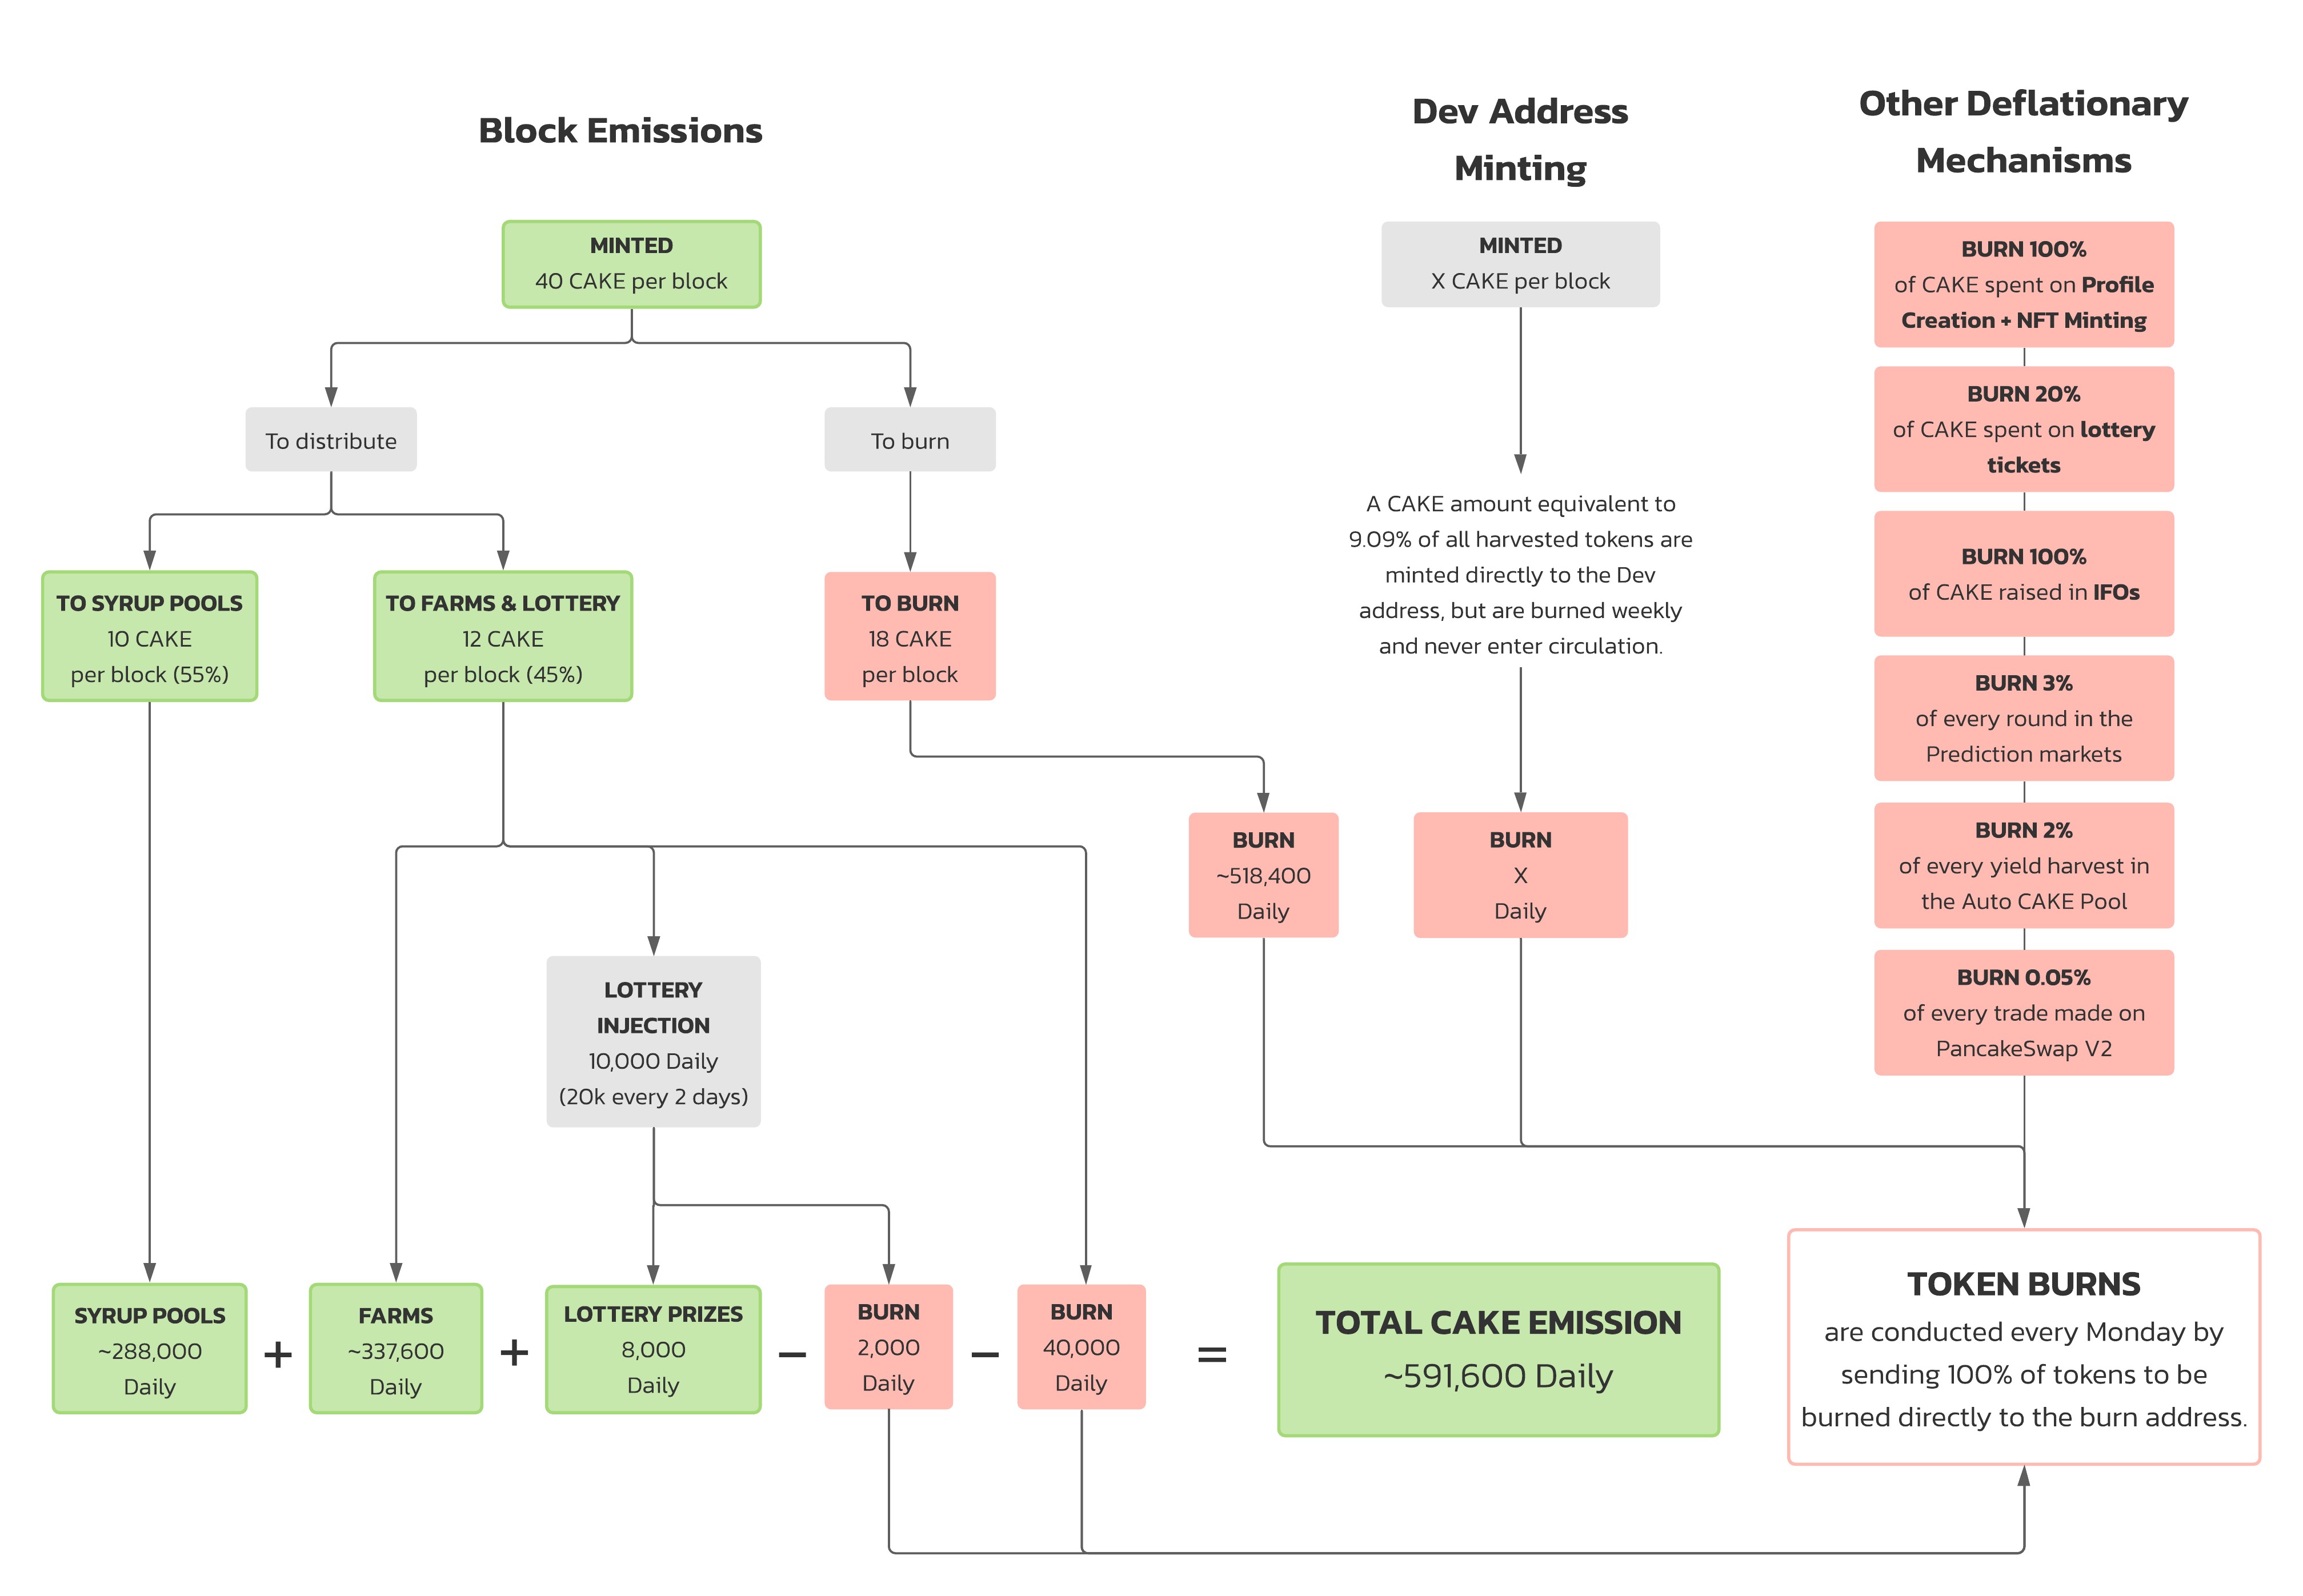 Block Emissions
Dev Address
Minting
Other Deflationary
Mechanisms
MINTED
40 CAKE per block
To distribute
To burn
TO SYRUP POOLS
10 CAKE
per block (55%)
TO FARMS & LOTTERY
12 CAKE
per block (45%)
TO BURN
18 CAKE
per block
LOTTERY
INJECTION
10,000 Daily
(20k every 2 days)
BURN
~518,400
Daily
MINTED
X CAKE per block
A CAKE amount equivalent to
9.09% of all harvested tokens are
minted directly to the Dev
address, but are burned weekly
and never enter circulation.
BURN
X
Daily
BURN 100%
of CAKE spent on Profile
Creation + NFT Minting
BURN 20%
of CAKE spent on lottery
tickets
BURN 100%
of CAKE raised in IFOs
BURN 3%
of every round in the
Prediction markets
BURN 2%
of every yield harvest in
the Auto CAKE Pool
BURN 0.05%
of every trade made on
PancakeSwap V2
SYRUP POOLS
~288,000
Daily
+
FARMS
~337,600
Daily
+
LOTTERY PRIZES
8,000
Daily
−
BURN
2,000
Daily
−
BURN
40,000
Daily
=
TOTAL CAKE EMISSION
~591,600 Daily
TOKEN BURNS
are conducted every Monday by
sending 100% of tokens to be
burned directly to the burn address.